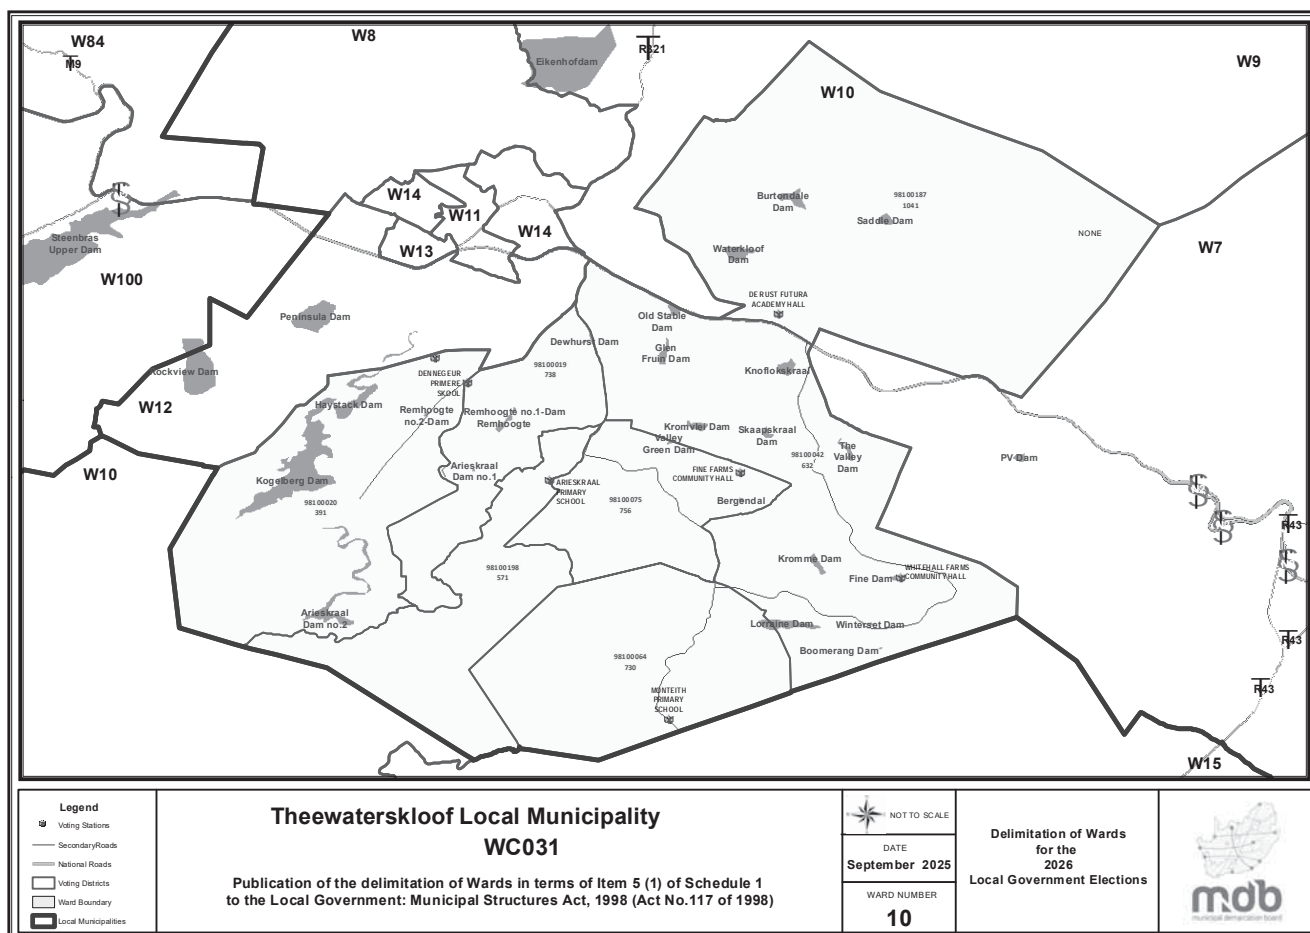 W84
W8
W9
M9
R321
Eikenhofdam
W10
W14
W11
W14
W13
Burtondale
Dam
98100187
1041
Saddle Dam
NONE
Waterkloof
Dam
W7
Steenbras
Upper Dam
W100
DE RUST FUTURA
ACADEMY HALL
Peninsula Dam
Old Stable
Dam
Glen
Fruin Dam
Dewhurst Dam
98100019
738
Knoflokskraal
Rockview Dam
DENNEGEUR
PRIMERE
SKOOL
W12
Haystack Dam
Remhoogte
no.2-Dam
Remhoogte no.1-Dam
Remhoogte
Kromvlei Dam
Valley
Green Dam
Skaapskraal
Dam
98100042
632
The
Valley
Dam
PV-Dam
W10
Kogelberg Dam
98100020
391
Arieskraal
Dam no.1
ARIESKRAAL
PRIMARY
SCHOOL
98100075
756
FINE FARMS
COMMUNITY HALL
Bergendal
R43
98100198
571
Kromme Dam
Fine Dam
WHITEHALL FARMS
COMMUNITY HALL
Arieskraal
Dam no.2
Lorraine Dam
Winterset Dam
Boomerang Dam
R43
98100064
730
MONTEITH
PRIMARY
SCHOOL
R43
W15
Legend
Voting Stations
SecondaryRoads
National Roads
Voting Districts
Ward Boundary
Local Municipalities
Theewaterskloof Local Municipality
WC031
Publication of the delimitation of Wards in terms of Item 5 (1) of Schedule 1
to the Local Government: Municipal Structures Act, 1998 (Act No.117 of 1998)
NOT TO SCALE
DATE
September 2025
WARD NUMBER
10
Delimitation of Wards
for the
2026
Local Government Elections
mdb
municipal demarcation board